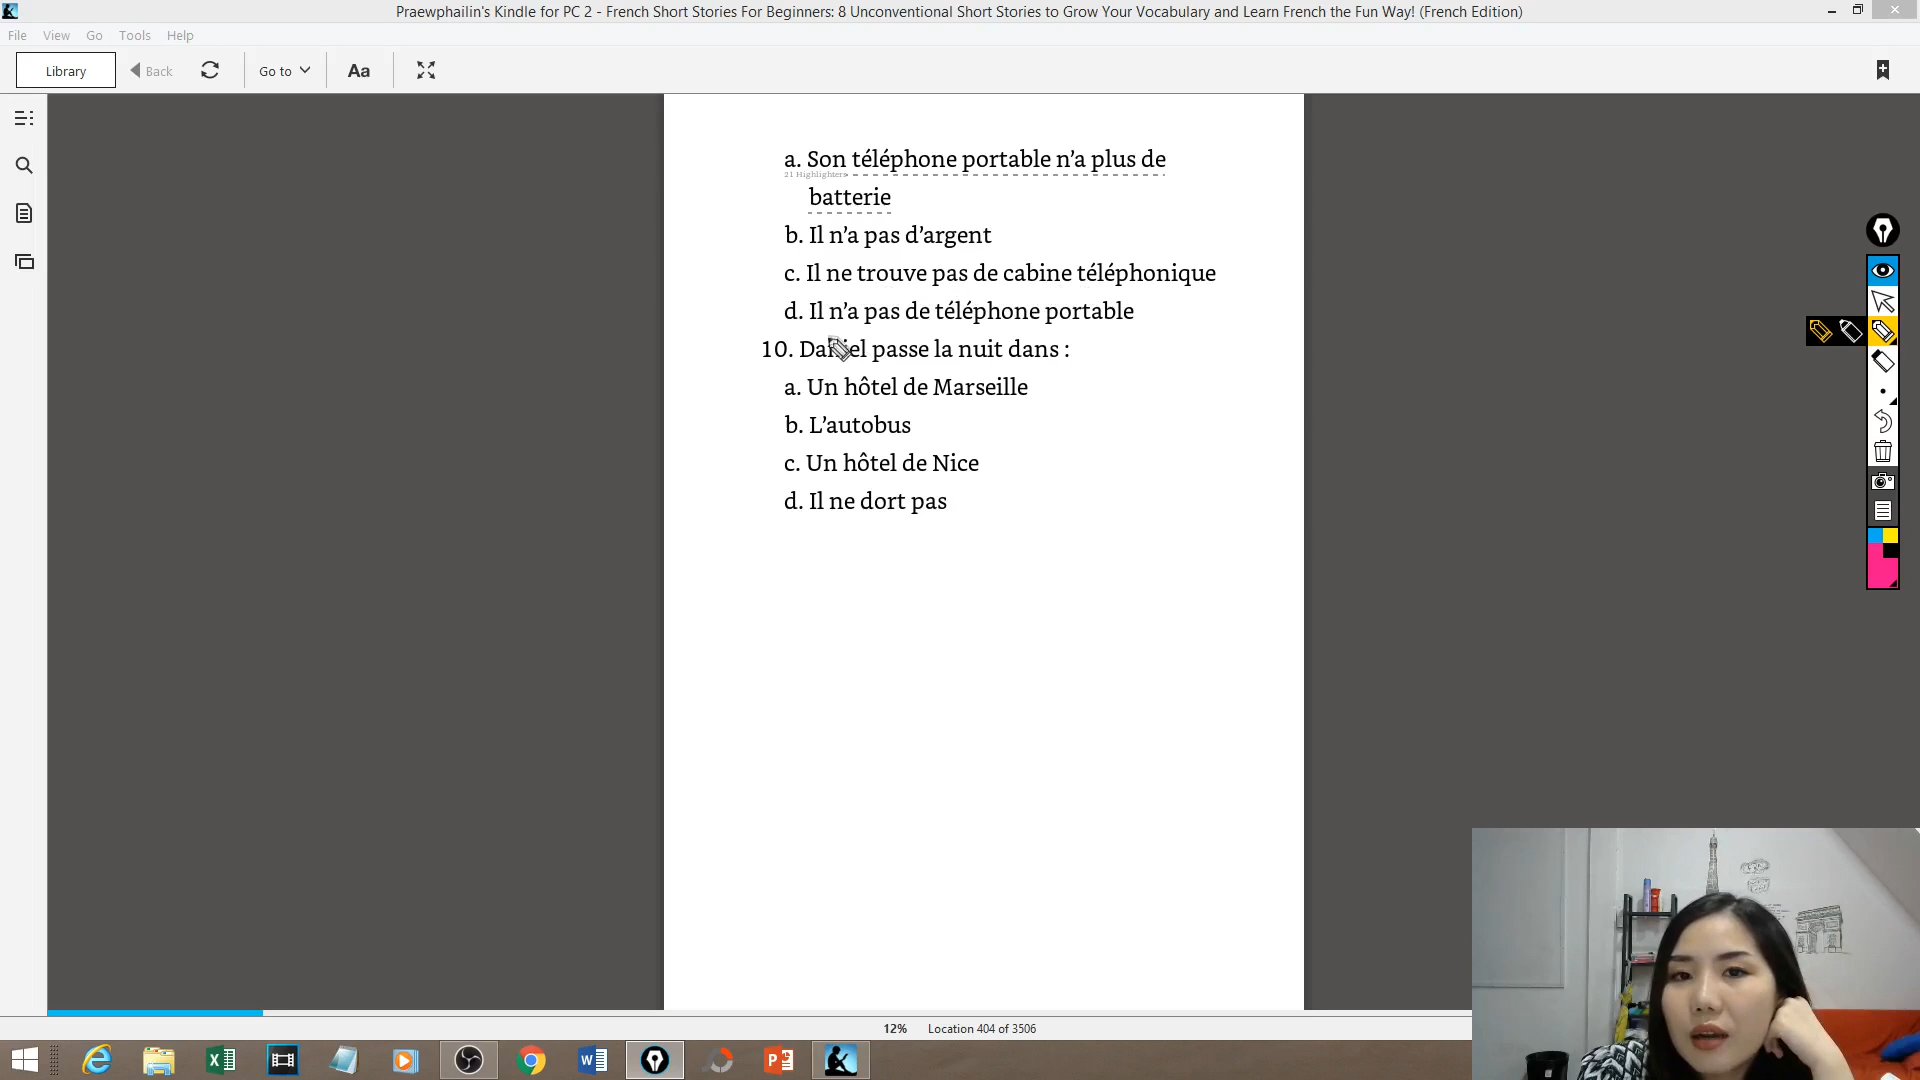 Praewphailin's Kindle for PC 2 - French Short Stories For Beginners: 8 Unconventional Short Stories to Grow Your Vocabulary and Learn French the Fun Way! (French Edition)
File View Go Tools Help
Library Back Go to Aa
a. Son téléphone portable n’a plus de
21 Highlighters
batterie
b. Il n’a pas d’argent
c. Il ne trouve pas de cabine téléphonique
d. Il n’a pas de téléphone portable
10. Daniel passe la nuit dans :
a. Un hôtel de Marseille
b. L’autobus
c. Un hôtel de Nice
d. Il ne dort pas
12% Location 404 of 3506